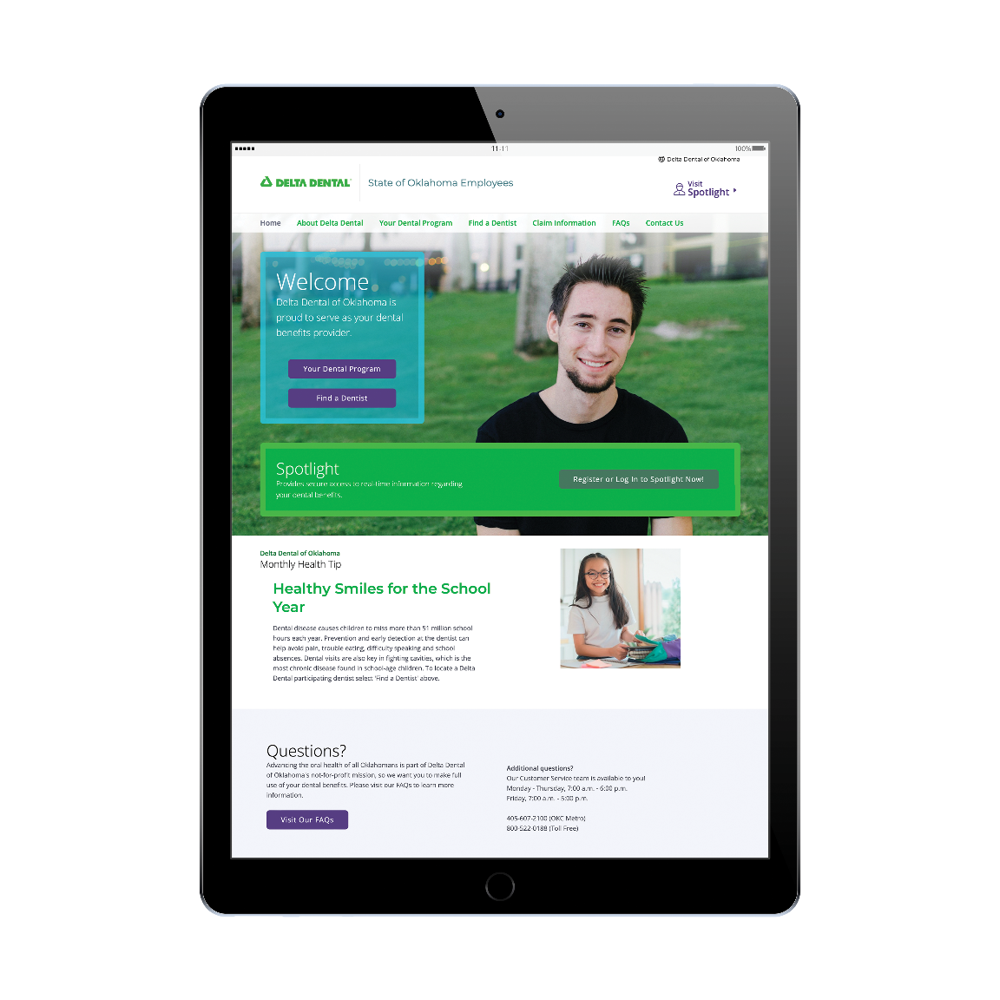 11:11
100%
Delta Dental of Oklahoma
DELTA DENTAL®
State of Oklahoma Employees
Visit
Spotlight
Home About Delta Dental Your Dental Program Find a Dentist Claim Information FAQs Contact Us
Welcome
Delta Dental of Oklahoma is
proud to serve as your dental
benefits provider.
Your Dental Program
Find a Dentist
Spotlight
Provides secure access to real-time information regarding
your dental benefits.
Register or Log In to Spotlight Now!
Delta Dental of Oklahoma
Monthly Health Tip
Healthy Smiles for the School
Year
Dental disease causes children to miss more than 51 million school
hours each year. Prevention and early detection at the dentist can
help avoid pain, trouble eating, difficulty speaking and school
absences. Dental visits are also key in fighting cavities, which is the
most chronic disease found in school-age children. To locate a Delta
Dental participating dentist select 'Find a Dentist' above.
Questions?
Advancing the oral health of all Oklahomans is part of Delta Dental
of Oklahoma's not-for-profit mission, so we want you to make full
use of your dental benefits. Please visit our FAQs to learn more
information.
Visit Our FAQs
Additional questions?
Our Customer Service team is available to you!
Monday - Thursday, 7:00 a.m. - 6:00 p.m.
Friday, 7:00 a.m. - 5:00 p.m.
405-607-2100 (OKC Metro)
800-522-0188 (Toll Free)